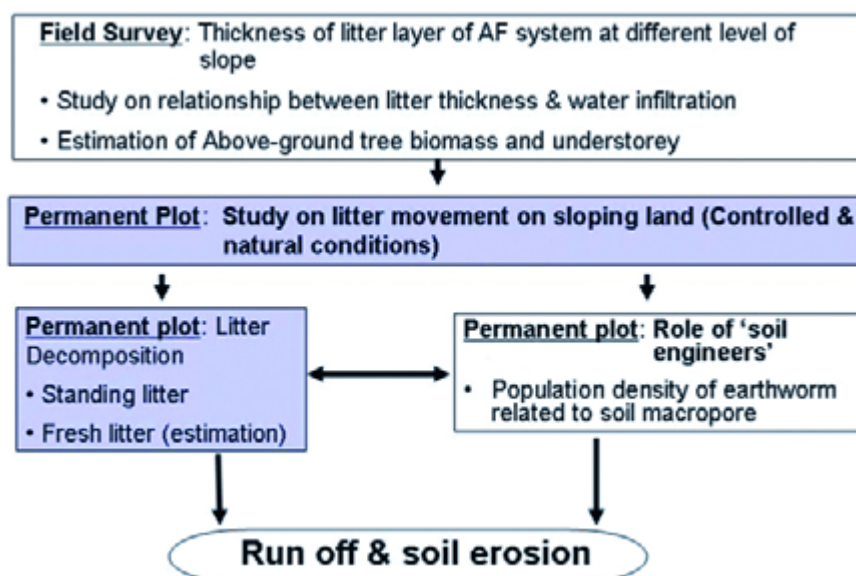 Field Survey: Thickness of litter layer of AF system at different level of
slope
• Study on relationship between litter thickness & water infiltration
• Estimation of Above-ground tree biomass and understorey
Permanent Plot: Study on litter movement on sloping land (Controlled &
natural conditions)
Permanent plot: Litter
Decomposition
• Standing litter
• Fresh litter (estimation)
Permanent plot: Role of ‘soil
engineers’
• Population density of earthworm
related to soil macropore
Run off & soil erosion